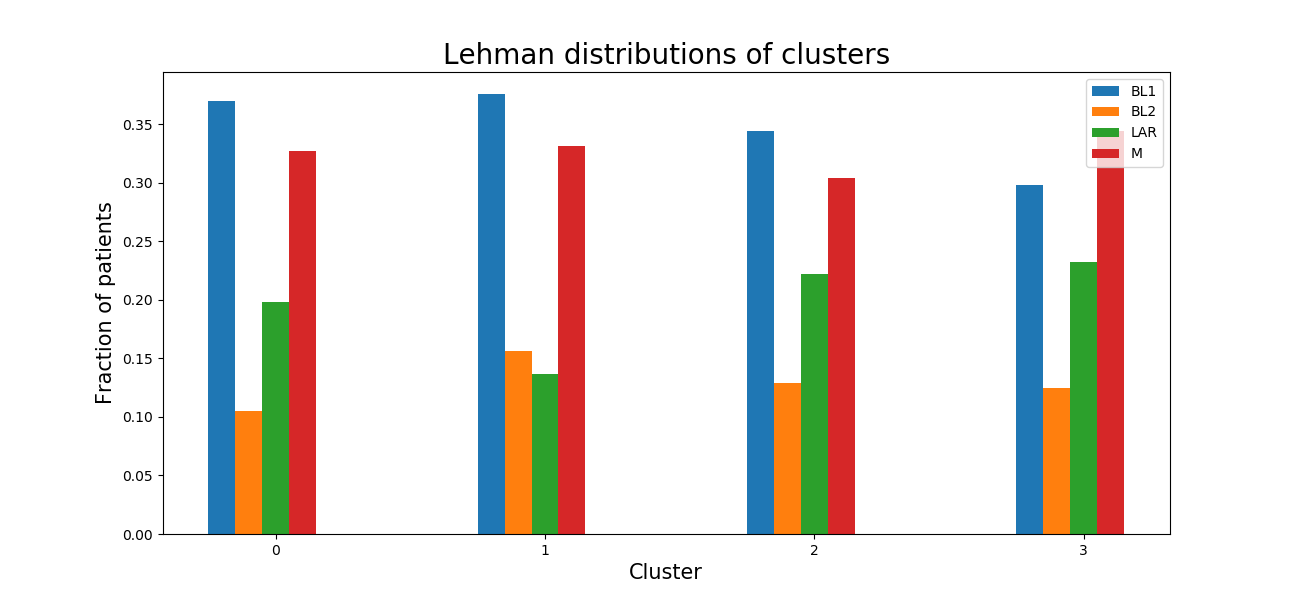 Lehman distributions of clusters
BL1
BL2
LAR
M
0.35
0.30
0.25
0.20
0.15
0.10
0.05
0.00
Fraction of patients
0 1 2 3
Cluster